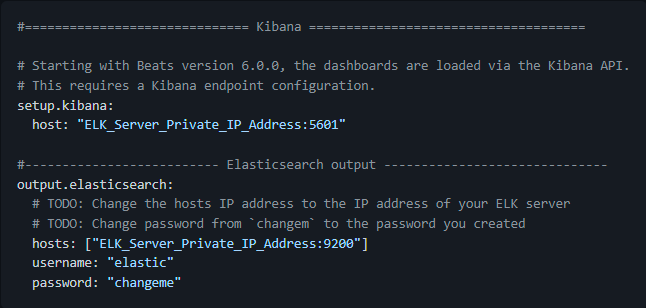 #============================== Kibana =====================================
# Starting with Beats version 6.0.0, the dashboards are loaded via the Kibana API.
# This requires a Kibana endpoint configuration.
setup.kibana:
  host: "ELK_Server_Private_IP_Address:5601"
#-------------------------- Elasticsearch output ------------------------------
output.elasticsearch:
  # TODO: Change the hosts IP address to the IP address of your ELK server
  # TODO: Change password from `changem` to the password you created
  hosts: ["ELK_Server_Private_IP_Address:9200"]
  username: "elastic"
  password: "changeme"